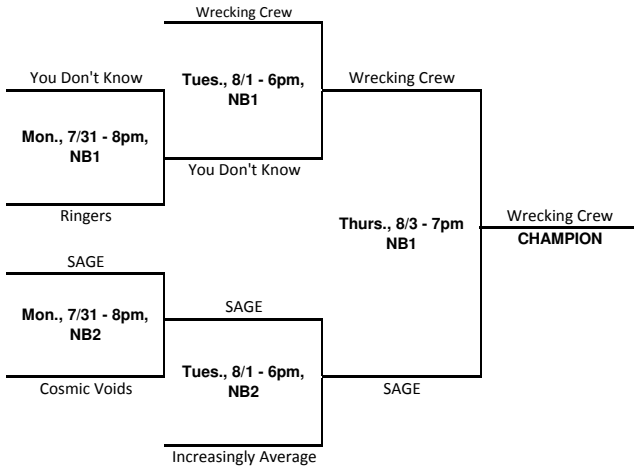 Wrecking Crew
You Don't Know
Tues., 8/1 - 6pm,
NB1
Wrecking Crew
Mon., 7/31 - 8pm,
NB1
You Don't Know
Ringers
Thurs., 8/3 - 7pm
NB1
Wrecking Crew
CHAMPION
SAGE
Mon., 7/31 - 8pm,
NB2
SAGE
Cosmic Voids
Tues., 8/1 - 6pm,
NB2
SAGE
Increasingly Average